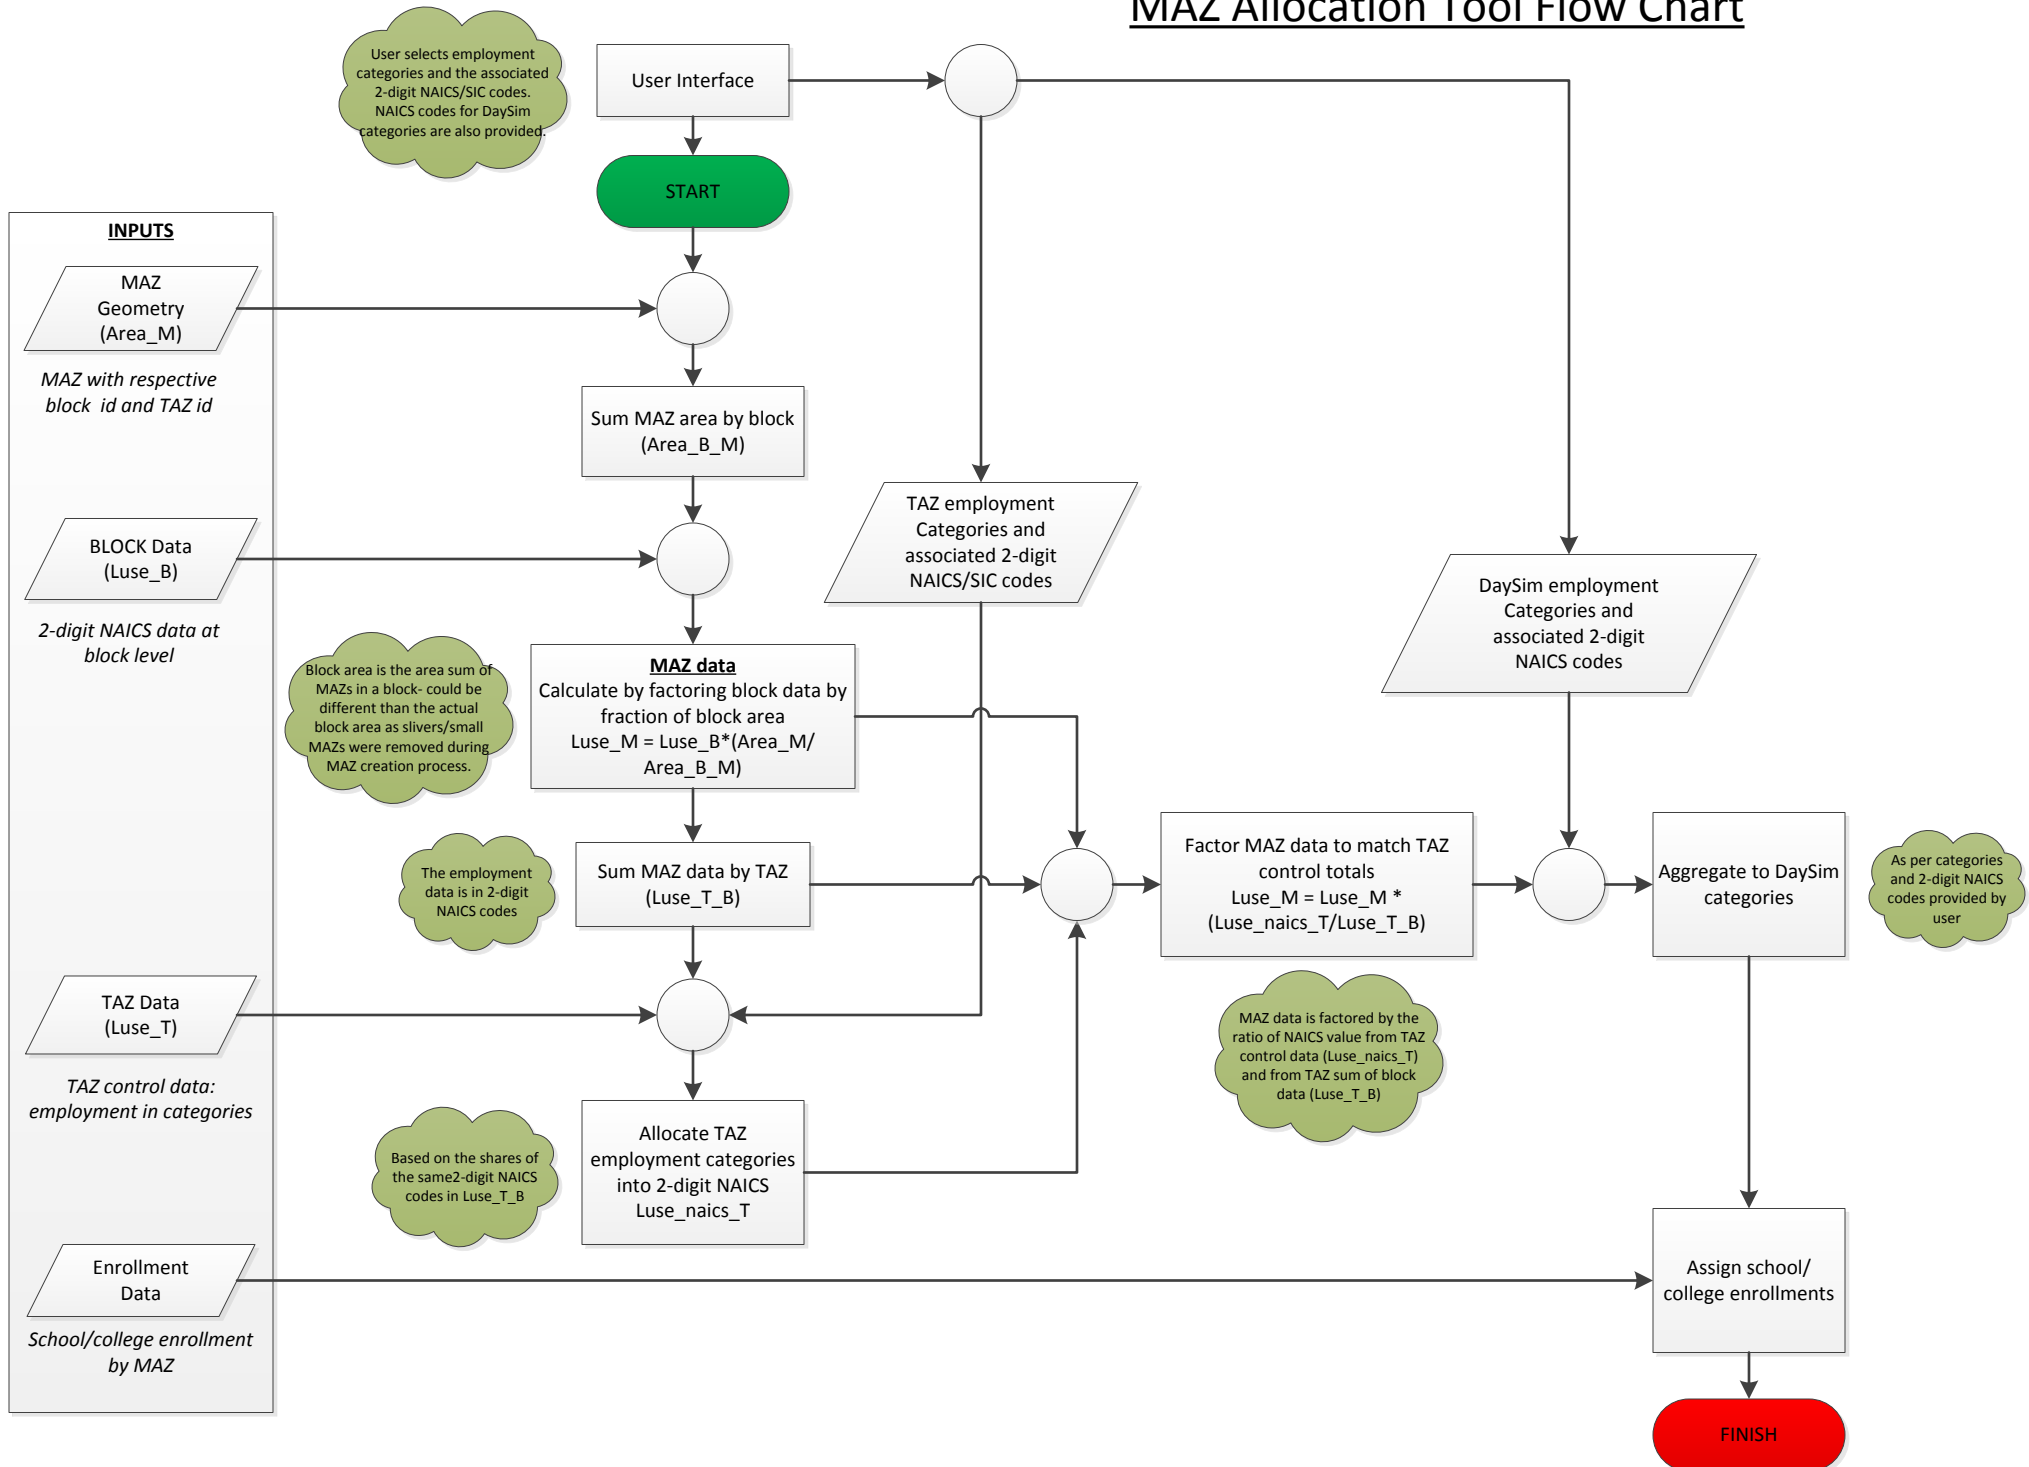 MAZ Allocation Tool Flow Chart
User selects employment
categories and the associated
2-digit NAICS/SIC codes.
NAICS codes for DaySim
categories are also provided.
User Interface
START
INPUTS
MAZ
Geometry
(Area_M)
MAZ with respective
block  id and TAZ id
Sum MAZ area by block
(Area_B_M)
BLOCK Data
(Luse_B)
2-digit NAICS data at
block level
TAZ employment
Categories and
associated 2-digit
NAICS/SIC codes
DaySim employment
Categories and
associated 2-digit
NAICS codes
Block area is the area sum of
MAZs in a block- could be
different than the actual
block area as slivers/small
MAZs were removed during
MAZ creation process.
MAZ data
Calculate by factoring block data by
fraction of block area
Luse_M = Luse_B*(Area_M/
Area_B_M)
The employment
data is in 2-digit
NAICS codes
Sum MAZ data by TAZ
(Luse_T_B)
Factor MAZ data to match TAZ
control totals
Luse_M = Luse_M *
(Luse_naics_T/Luse_T_B)
Aggregate to DaySim
categories
As per categories
and 2-digit NAICS
codes provided by
user
TAZ Data
(Luse_T)
TAZ control data:
employment in categories
MAZ data is factored by the
ratio of NAICS value from TAZ
control data (Luse_naics_T)
and from TAZ sum of block
data (Luse_T_B)
Based on the shares of
the same2-digit NAICS
codes in Luse_T_B
Allocate TAZ
employment categories
into 2-digit NAICS
Luse_naics_T
Enrollment
Data
School/college enrollment
by MAZ
Assign school/
college enrollments
FINISH